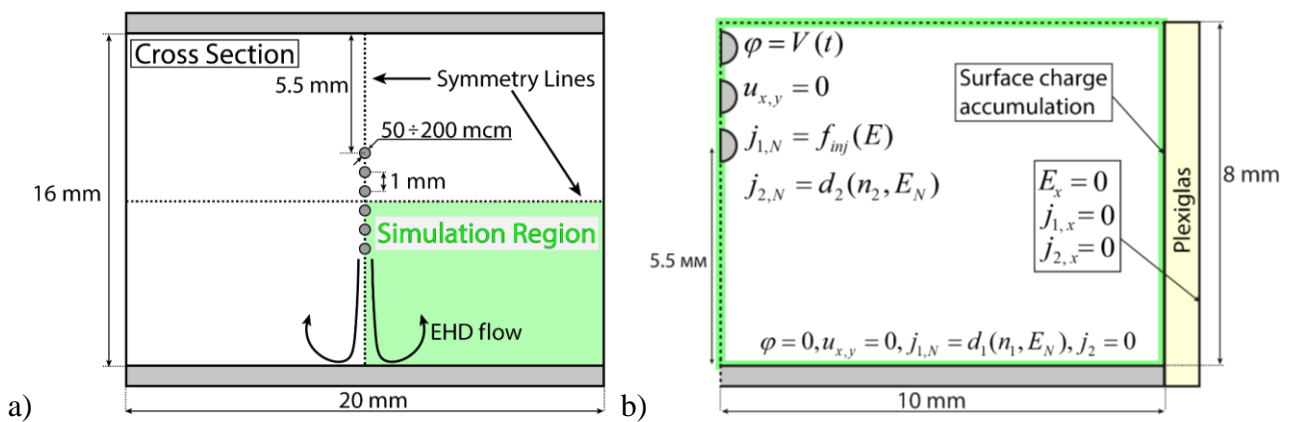 Cross Section
5.5 mm
Symmetry Lines
50÷200 mcm
1 mm
16 mm
Simulation Region
EHD flow
20 mm
a)
φ = V(t)
u_{x,y} = 0
j_{1,N} = f_{inj}(E)
j_{2,N} = d_2(n_2, E_N)
Surface charge
accumulation
E_x = 0
j_{1,x} = 0
j_{2,x} = 0
Plexiglas
8 mm
5.5 мм
φ = 0, u_{x,y} = 0, j_{1,N} = d_1(n_1, E_N), j_2 = 0
10 mm
b)